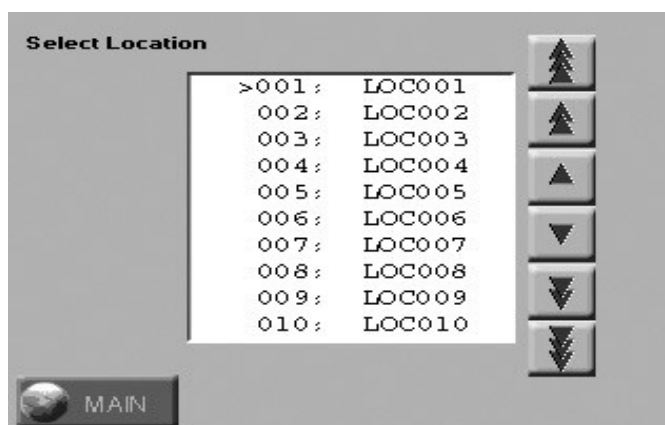 Select Location
>001: LOC001
002: LOC002
003: LOC003
004: LOC004
005: LOC005
006: LOC006
007: LOC007
008: LOC008
009: LOC009
010: LOC010
MAIN